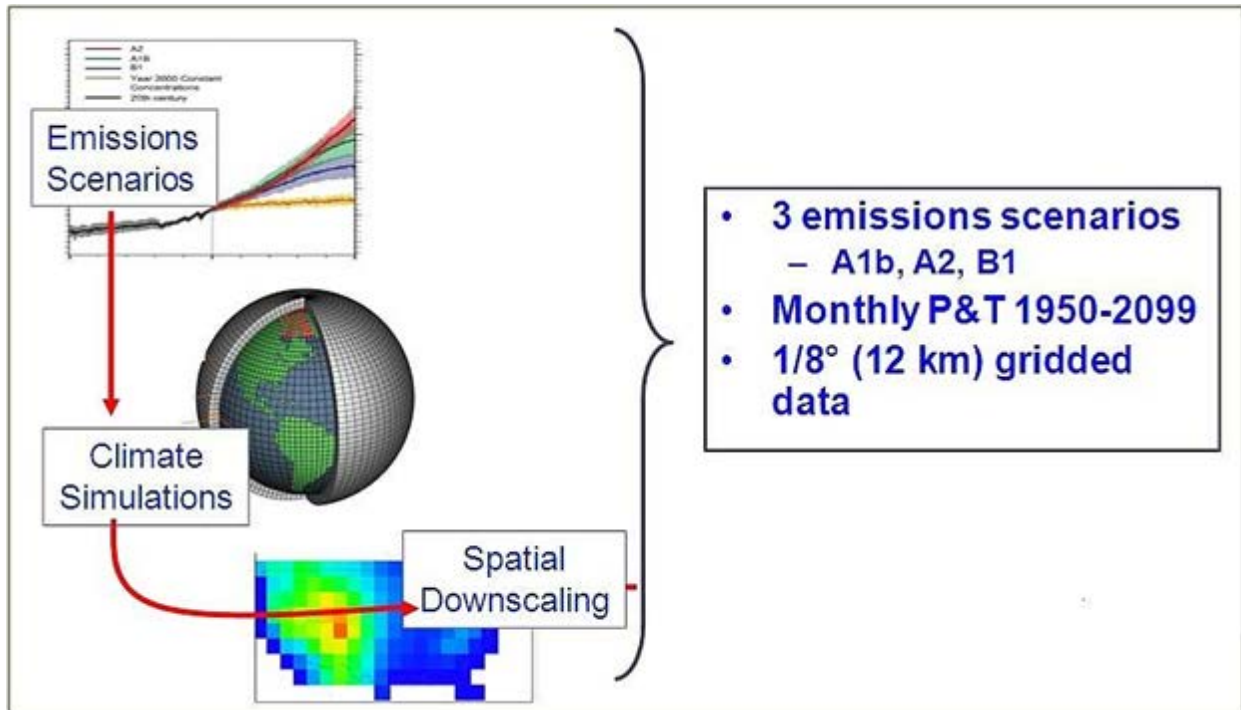 A2
A1B
B1
Year 2000 Constant
Concentrations
20th century
Emissions
Scenarios
Climate
Simulations
Spatial
Downscaling
• 3 emissions scenarios
– A1b, A2, B1
• Monthly P&T 1950-2099
• 1/8° (12 km) gridded
data